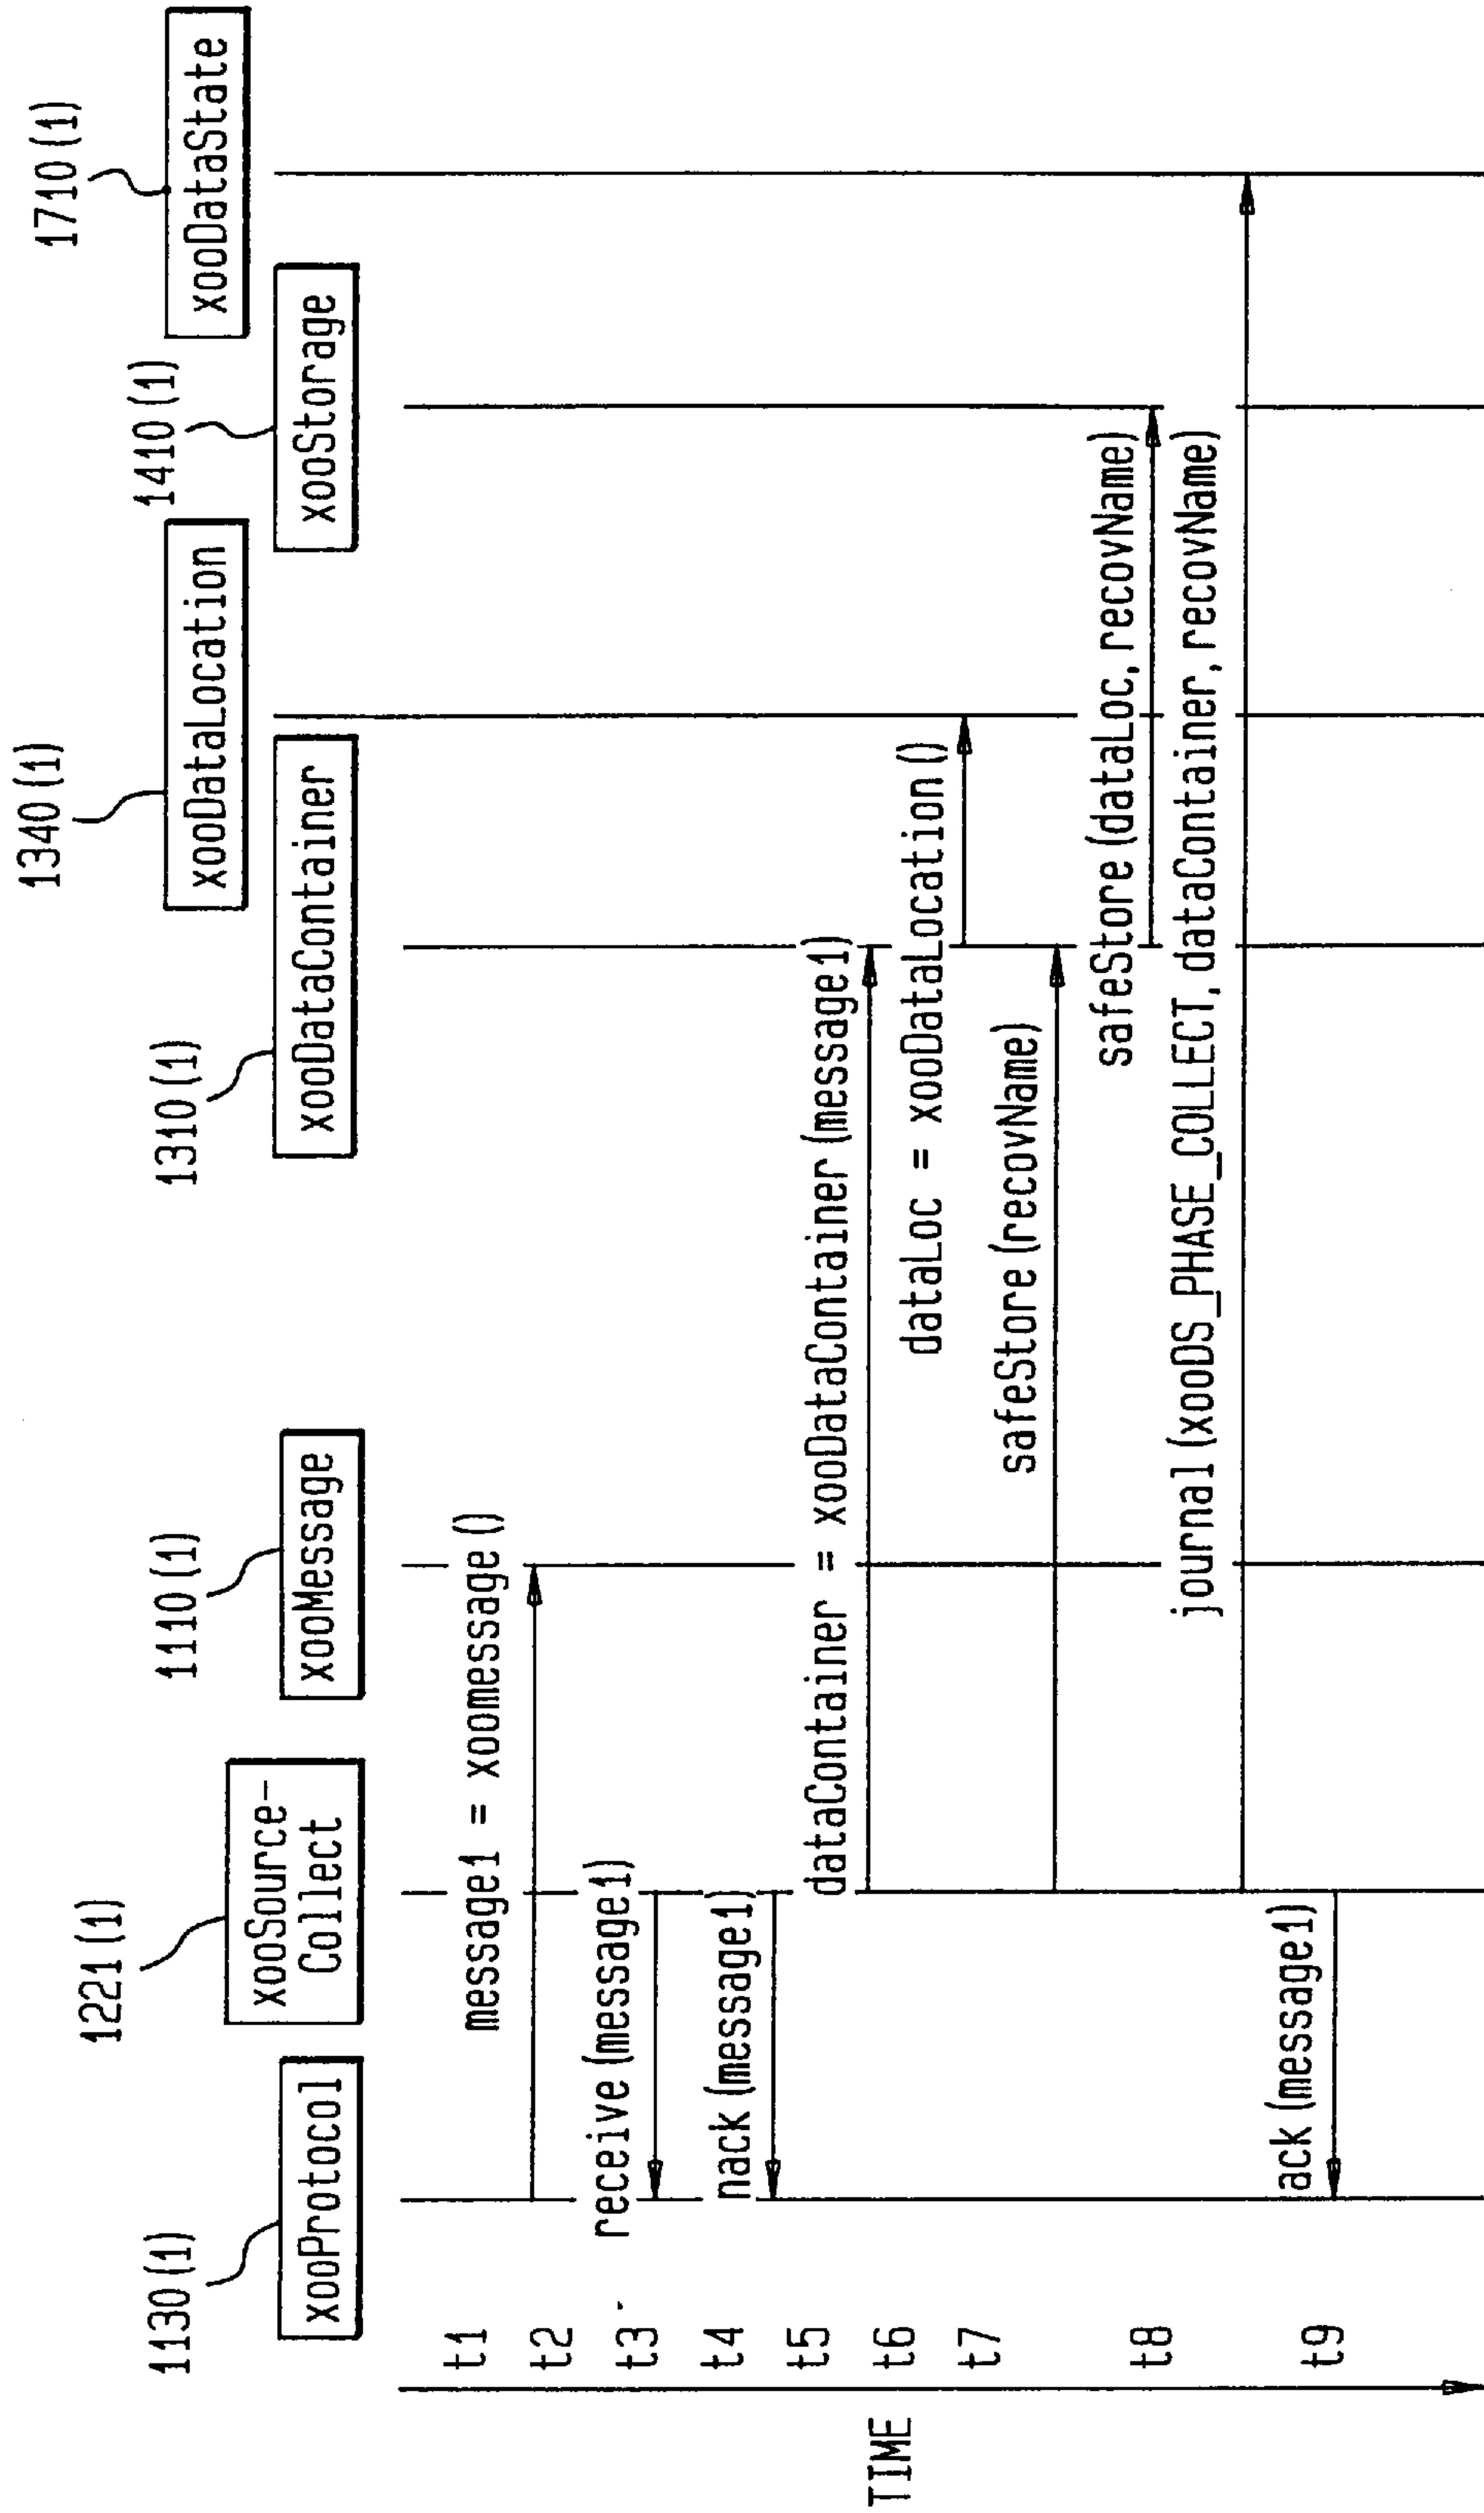 1130(1)
1221(1)
1110(1)
1310(1)
1340(1)
1410(1)
1710(1)
xooProtocol
xooSource-
Collect
xooMessage
xooDataContainer
xooDataLocation
xooStorage
xooDataState
TIME
t1
message1 = xoomessage()
t2
t3
receive(message1)
t4
nack(message1)
t5
dataContainer = xooDataContainer(message1)
t6
dataLoc = xooDataLocation()
t7
safeStore(recovName)
safeStore(dataLoc,recovName)
t8
journal(xooDS_PHASE_COLLECT,dataContainer,recovName)
t9
ack(message1)